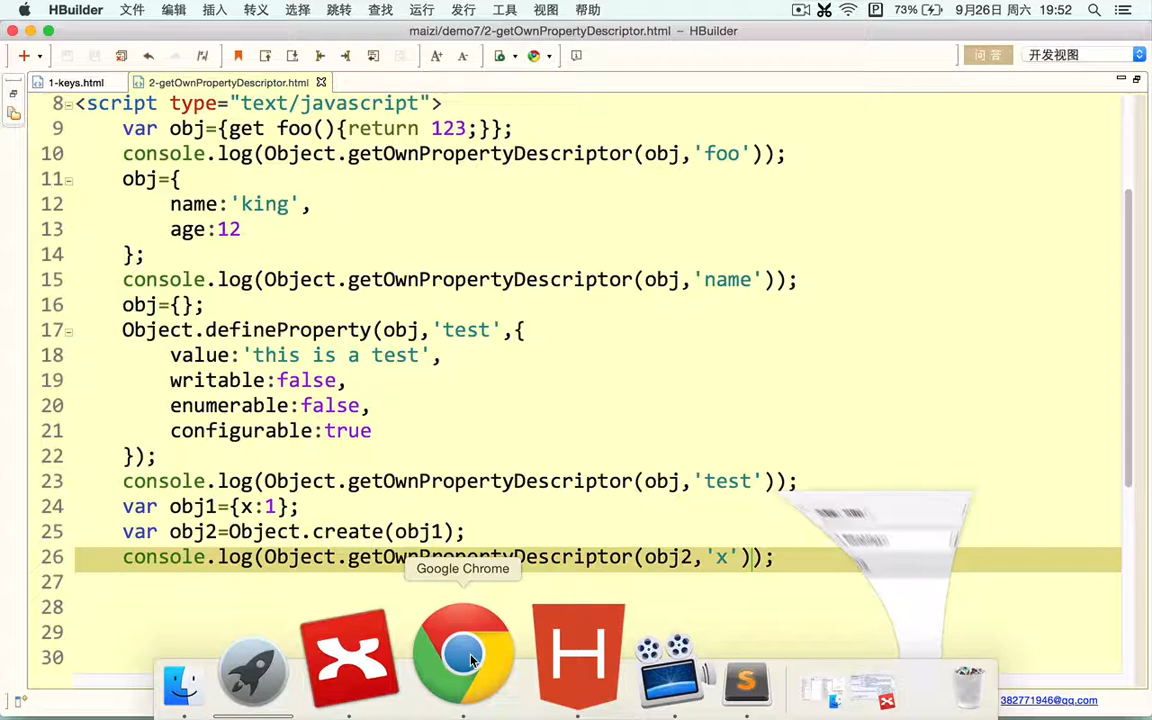 HBuilder 文件 编辑 插入 转义 选择 跳转 查找 运行 发行 工具 视图 帮助 73% 9月26日 周六 19:52
maizi/demo7/2-getOwnPropertyDescriptor.html - HBuilder
问 答 开发视图
1-keys.html 2-getOwnPropertyDescriptor.html
8 <script type="text/javascript">
9 var obj={get foo(){return 123;}};
10 console.log(Object.getOwnPropertyDescriptor(obj,'foo'));
11 obj={
12 name:'king',
13 age:12
14 };
15 console.log(Object.getOwnPropertyDescriptor(obj,'name'));
16 obj={};
17 Object.defineProperty(obj,'test',{
18 value:'this is a test',
19 writable:false,
20 enumerable:false,
21 configurable:true
22 });
23 console.log(Object.getOwnPropertyDescriptor(obj,'test'));
24 var obj1={x:1};
25 var obj2=Object.create(obj1);
26 console.log(Object.getOwnPropertyDescriptor(obj2,'x'));
27
Google Chrome
28
29
30
382771946@qq.com